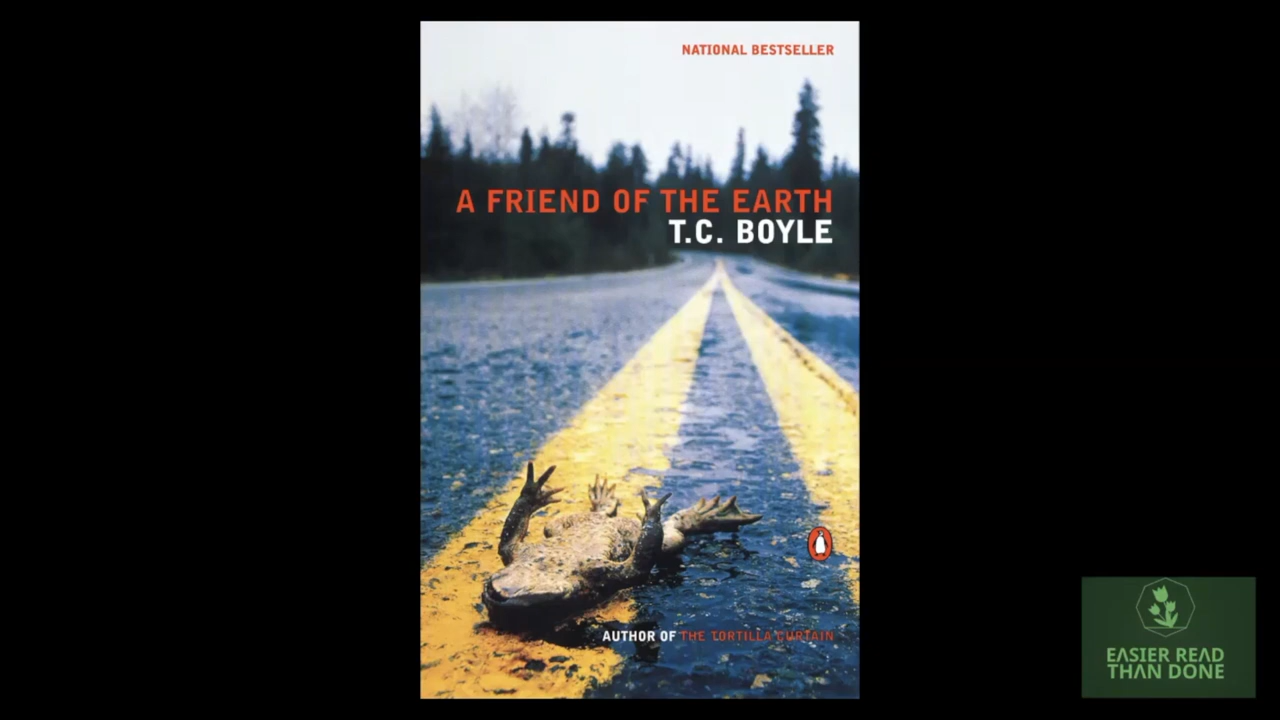 NATIONAL BESTSELLER
A FRIEND OF THE EARTH
T.C. BOYLE
AUTHOR OF THE TORTILLA CURTAIN
EASIER READ
THAN DONE